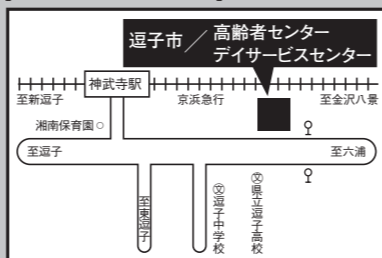 逗子市／高齢者センター
デイサービスセンター
神武寺駅
至新逗子
京浜急行
至金沢八景
湘南保育園○
至逗子
至六浦
至東逗子
㊛逗子中学校
㊛県立逗子高校